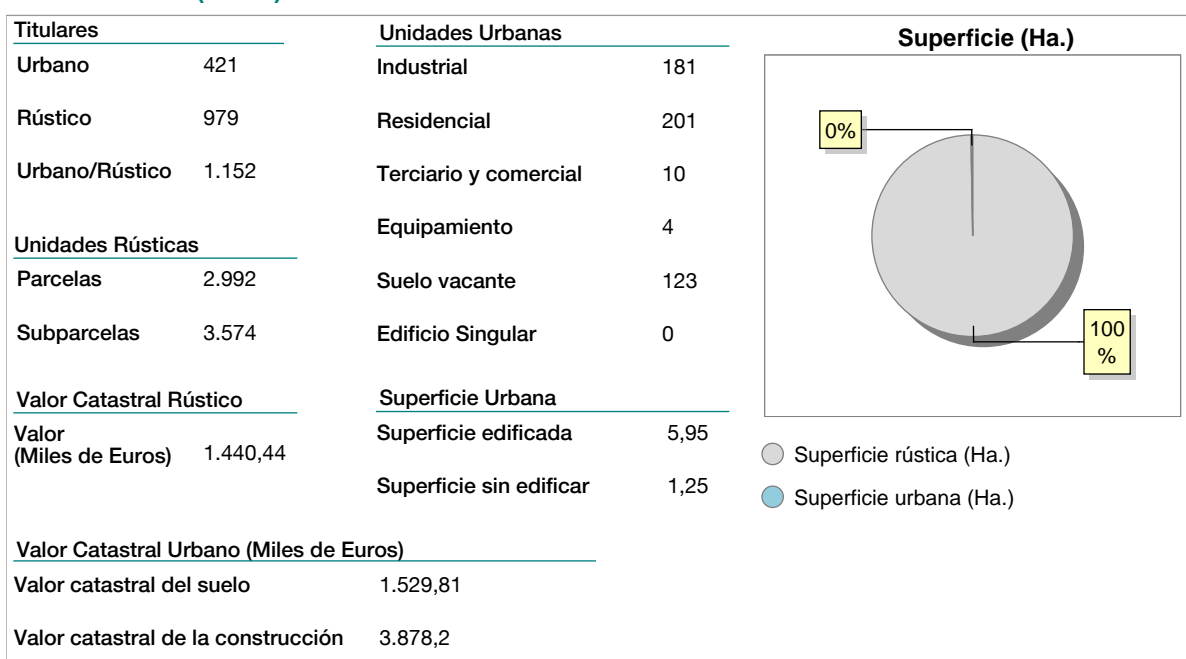 Titulares
Urbano 421
Rústico 979
Urbano/Rústico 1.152
Unidades Rústicas
Parcelas 2.992
Subparcelas 3.574
Valor Catastral Rústico
Valor
(Miles de Euros) 1.440,44
Unidades Urbanas
Industrial 181
Residencial 201
Terciario y comercial 10
Equipamiento 4
Suelo vacante 123
Edificio Singular 0
Superficie Urbana
Superficie edificada 5,95
Superficie sin edificar 1,25
Valor Catastral Urbano (Miles de Euros)
Valor catastral del suelo 1.529,81
Valor catastral de la construcción 3.878,2
Superficie (Ha.)
0%
100
%
Superficie rústica (Ha.)
Superficie urbana (Ha.)